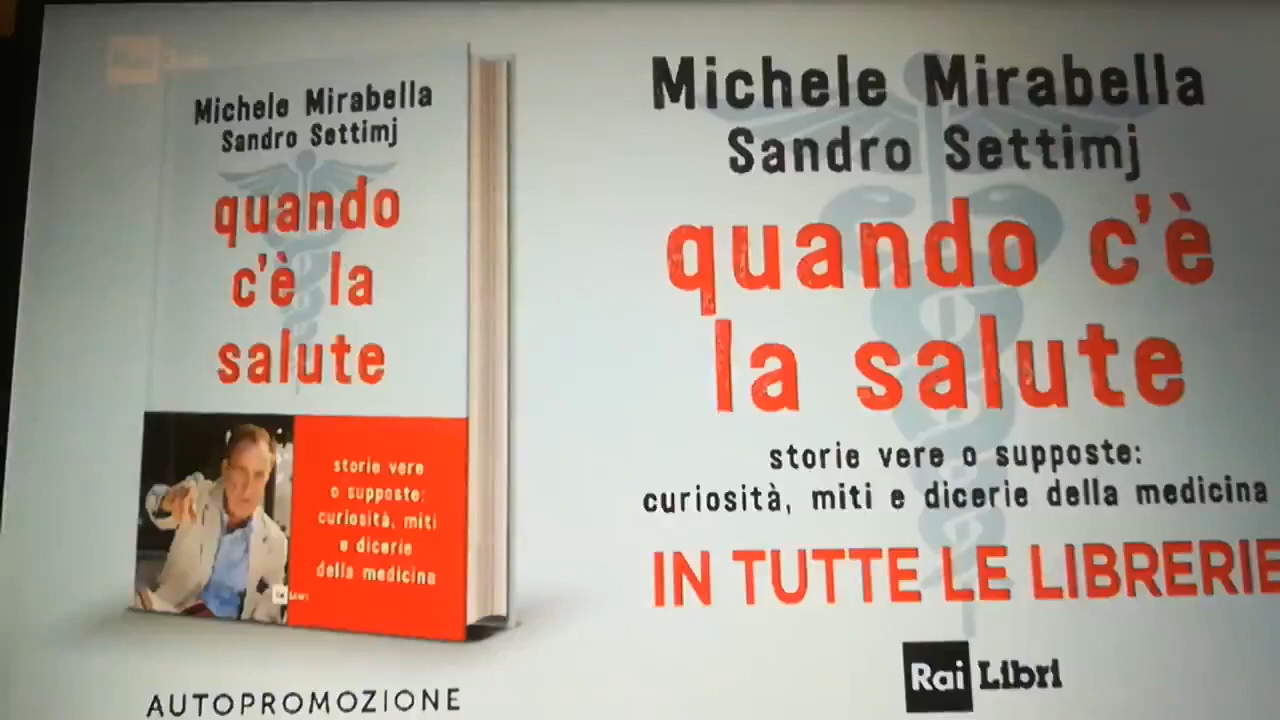 Rai
Michele Mirabella
Sandro Settimj
quando
c'è la
salute
storie vere
o supposte:
curiosità, miti
e dicerie
della medicina
AUTOPROMOZIONE
Michele Mirabella
Sandro Settimj
quando c'è
la salute
storie vere o supposte:
curiosità, miti e dicerie della medicina
IN TUTTE LE LIBRERIE
Rai Libri